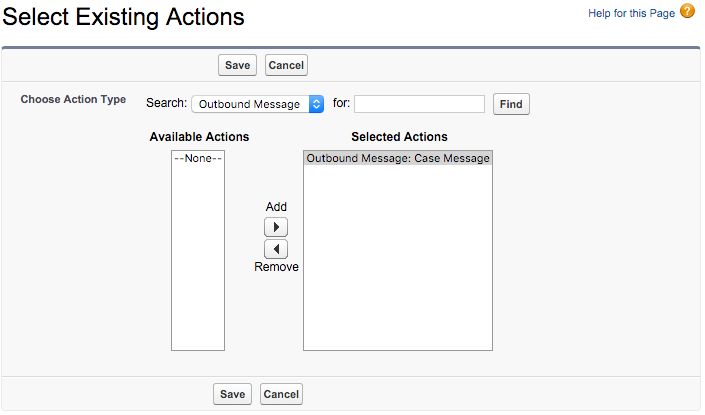 Select Existing Actions
Help for this Page ?
Save Cancel
Choose Action Type Search: Outbound Message for: Find
Available Actions Selected Actions
--None-- Outbound Message: Case Message
Add
Remove
Save Cancel